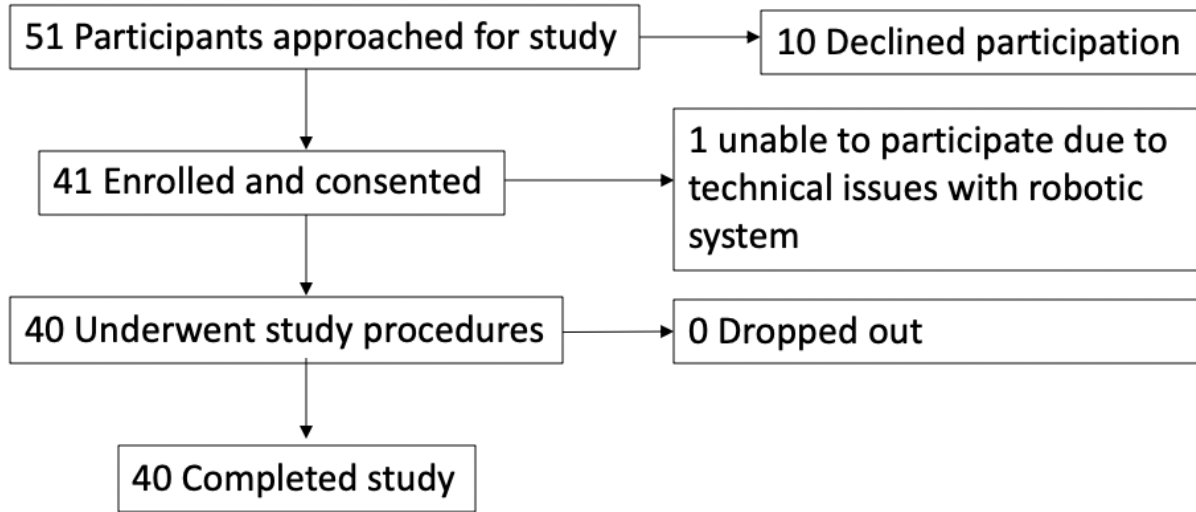 51 Participants approached for study
10 Declined participation
41 Enrolled and consented
1 unable to participate due to
technical issues with robotic
system
40 Underwent study procedures
0 Dropped out
40 Completed study